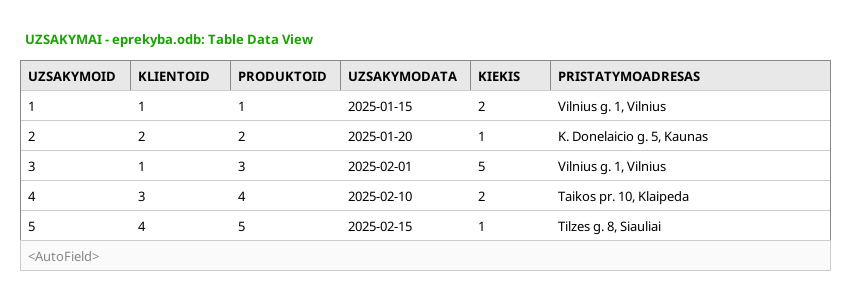 UZSAKYMAI - eprekyba.odb: Table Data View
UZSAKYMOID KLIENTOID PRODUKTOID UZSAKYMODATA KIEKIS PRISTATYMOADRESAS
1 1 1 2025-01-15 2 Vilnius g. 1, Vilnius
2 2 2 2025-01-20 1 K. Donelaicio g. 5, Kaunas
3 1 3 2025-02-01 5 Vilnius g. 1, Vilnius
4 3 4 2025-02-10 2 Taikos pr. 10, Klaipeda
5 4 5 2025-02-15 1 Tilzes g. 8, Siauliai
<AutoField>